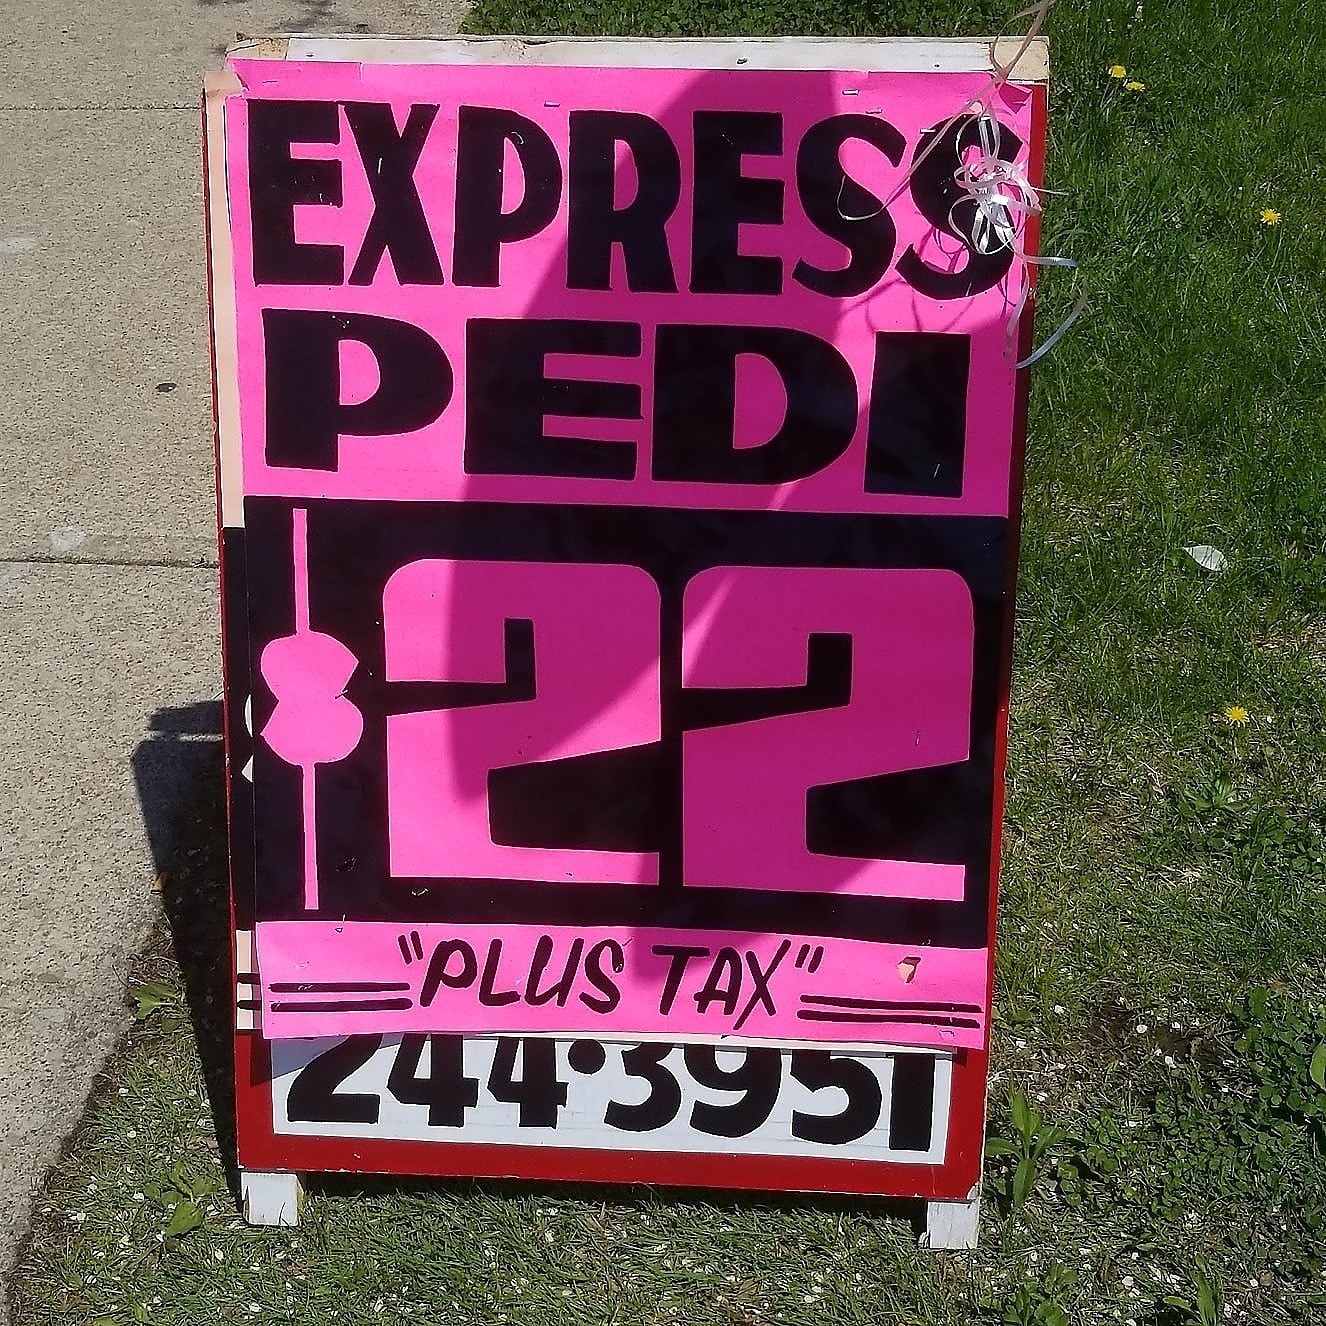 EXPRESS
PEDI
$22
"PLUS TAX"
244•3951